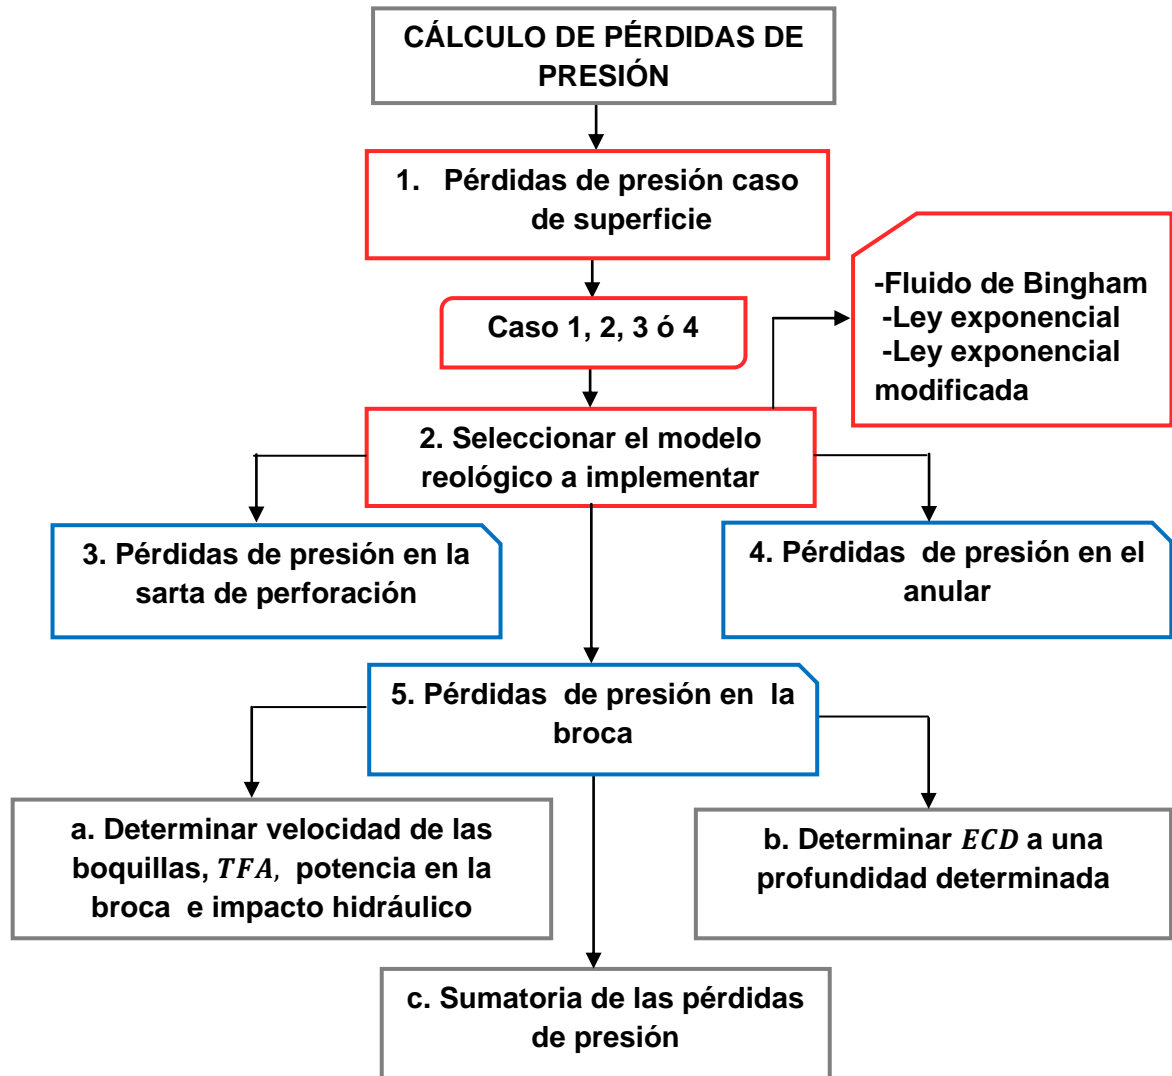 CÁLCULO DE PÉRDIDAS DE
PRESIÓN
1. Pérdidas de presión caso
de superficie
Caso 1, 2, 3 ó 4
-Fluido de Bingham
-Ley exponencial
-Ley exponencial
modificada
2. Seleccionar el modelo
reológico a implementar
3. Pérdidas de presión en la
sarta de perforación
4. Pérdidas de presión en el
anular
5. Pérdidas de presión en la
broca
a. Determinar velocidad de las
boquillas, TFA, potencia en la
broca e impacto hidráulico
b. Determinar ECD a una
profundidad determinada
c. Sumatoria de las pérdidas
de presión